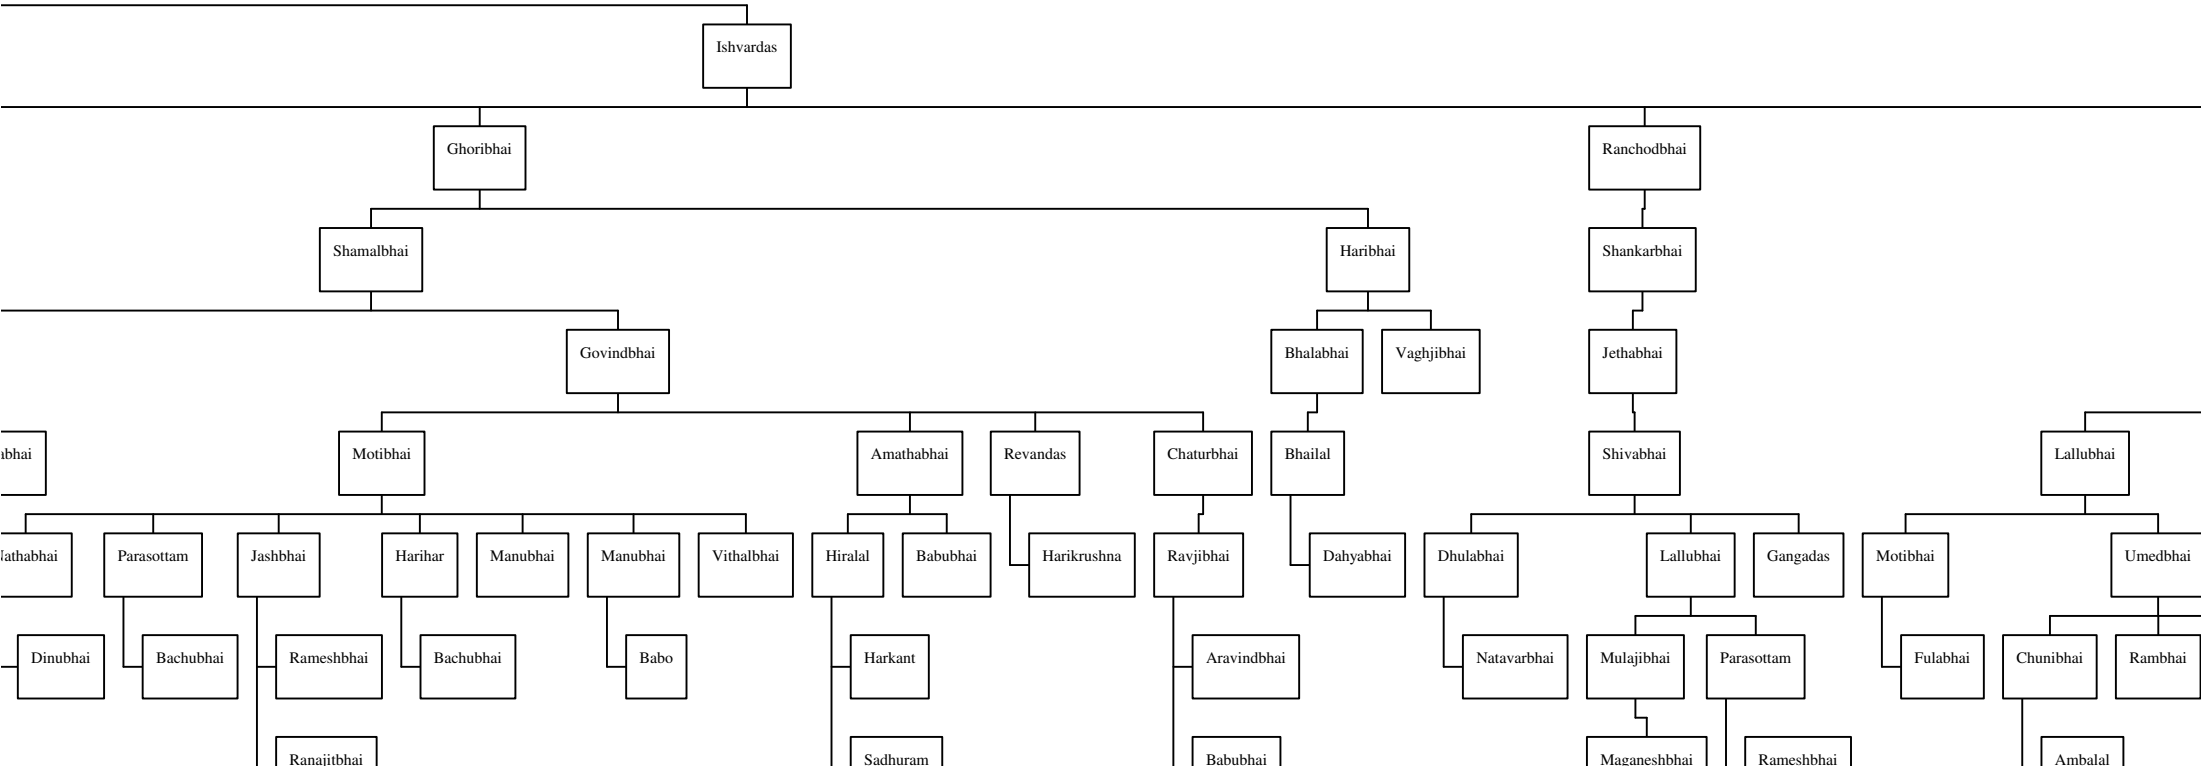 Ishvardas
Ghoribhai Ranchodbhai
Shamalbhai Haribhai Shankarbhai
Govindbhai Bhalabhai Vaghjibhai Jethabhai
Motibhai Amathabhai Revandas Chaturbhai Bhailal Shivabhai Lallubhai
Parasottam Jashbhai Harihar Manubhai Manubhai Vithalbhai Hiralal Babubhai Harikrushna Ravjibhai Dahyabhai Dhulabhai Lallubhai Gangadas Motibhai Umedbhai
Dinubhai Bachubhai Rameshbhai Bachubhai Babo Harkant Aravindbhai Natavarbhai Mulajibhai Parasottam Fulabhai Chunibhai Rambhai
Ranajitbhai Sadhuram Babubhai Maganeshbhai Rameshbhai Ambalal